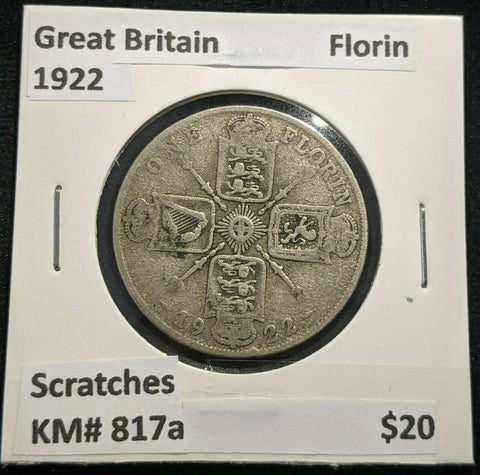 Great Britain Florin
1922
ONE FLORIN
1922
Scratches
KM# 817a $20